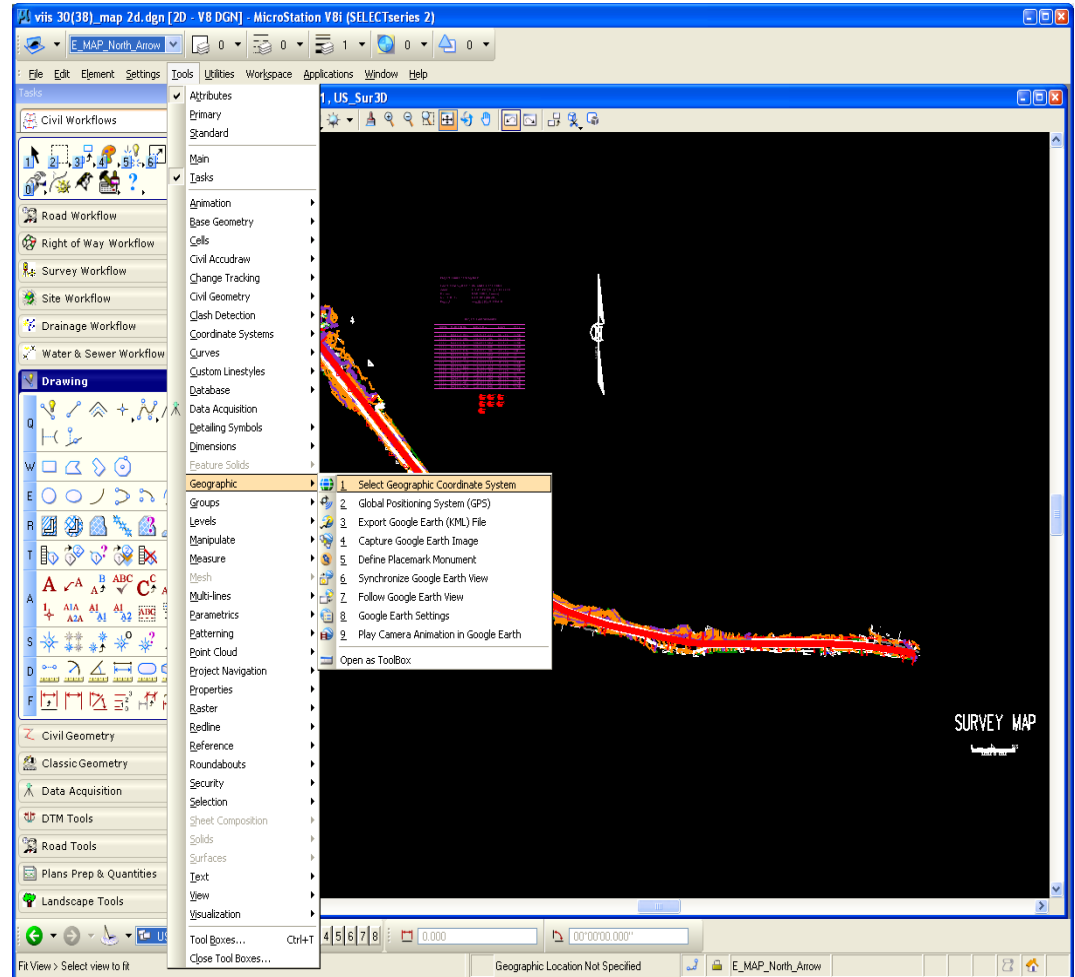 viis 30(38)_map 2d.dgn [2D - V8 DGN] - MicroStation V8i (SELECTseries 2)
E_MAP_North_Arrow 0 0 1 0 0
File Edit Element Settings Tools Utilities Workspace Applications Window Help
Tasks
Civil Workflows
1 2 3 4 5 6
0 ?
Road Workflow
Right of Way Workflow
Survey Workflow
Site Workflow
Drainage Workflow
Water & Sewer Workflow
Drawing
Q
W
E
R
T
A
S
D
F
Civil Geometry
Classic Geometry
Data Acquisition
DTM Tools
Road Tools
Plans Prep & Quantities
Landscape Tools
Attributes
Primary
Standard
Main
Tasks
Animation
Base Geometry
Cells
Civil Accudraw
Change Tracking
Civil Geometry
Clash Detection
Coordinate Systems
Curves
Custom Linestyles
Database
Data Acquisition
Detailing Symbols
Dimensions
Feature Solids
Geographic
Groups
Levels
Manipulate
Measure
Mesh
Multi-lines
Parametrics
Patterning
Point Cloud
Project Navigation
Properties
Raster
Redline
Reference
Roundabouts
Security
Selection
Sheet Composition
Solids
Surfaces
Text
View
Visualization
Tool Boxes... Ctrl+T
Close Tool Boxes...
1 Select Geographic Coordinate System
2 Global Positioning System (GPS)
3 Export Google Earth (KML) File
4 Capture Google Earth Image
5 Define Placemark Monument
6 Synchronize Google Earth View
7 Follow Google Earth View
8 Google Earth Settings
9 Play Camera Animation in Google Earth
Open as ToolBox
1, US_Sur3D
N
SURVEY MAP
US 4 5 6 7 8 0.000 00°00'00.000"
Fit View > Select view to fit Geographic Location Not Specified E_MAP_North_Arrow